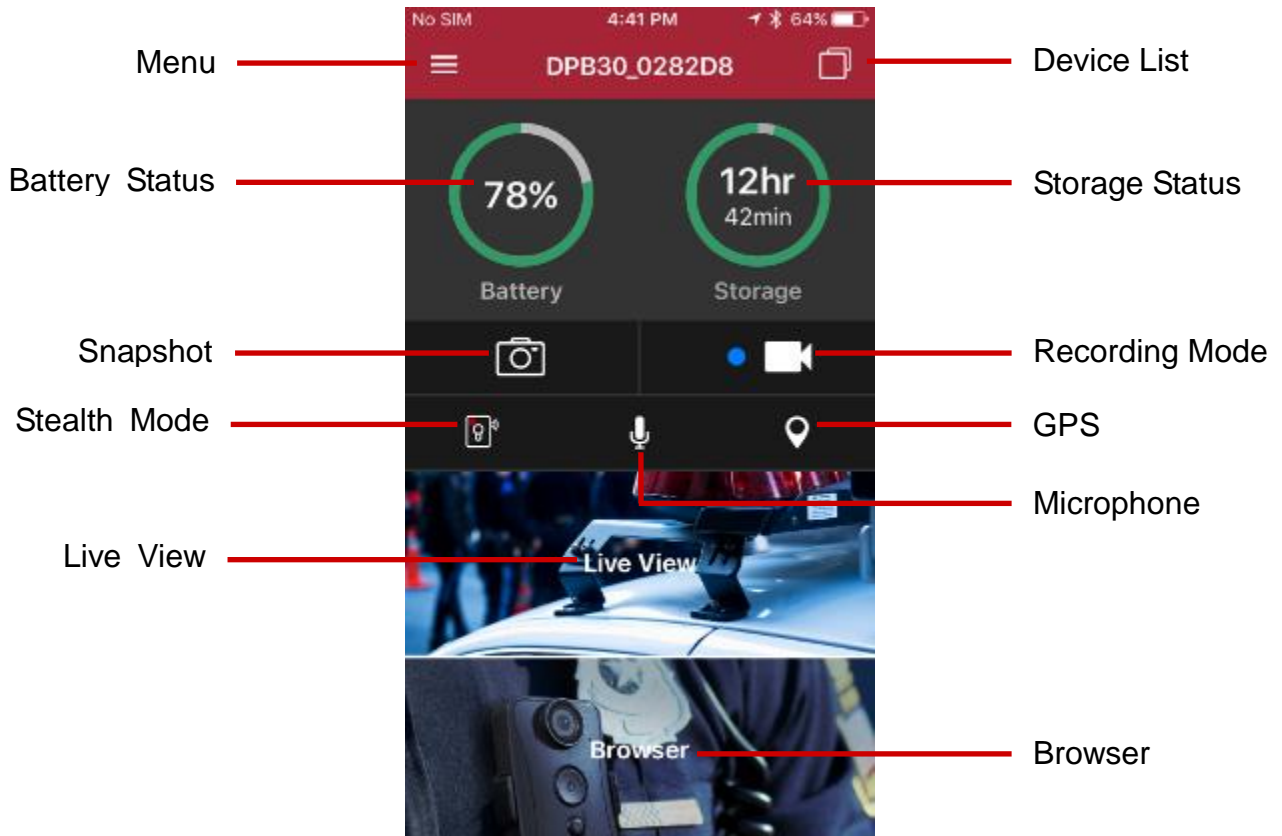 No SIM 4:41 PM 64%
Menu DPB30_0282D8 Device List
Battery Status 78% 12hr Storage Status
42min
Battery Storage
Snapshot Recording Mode
Stealth Mode GPS
Microphone
Live View Live View
Browser Browser